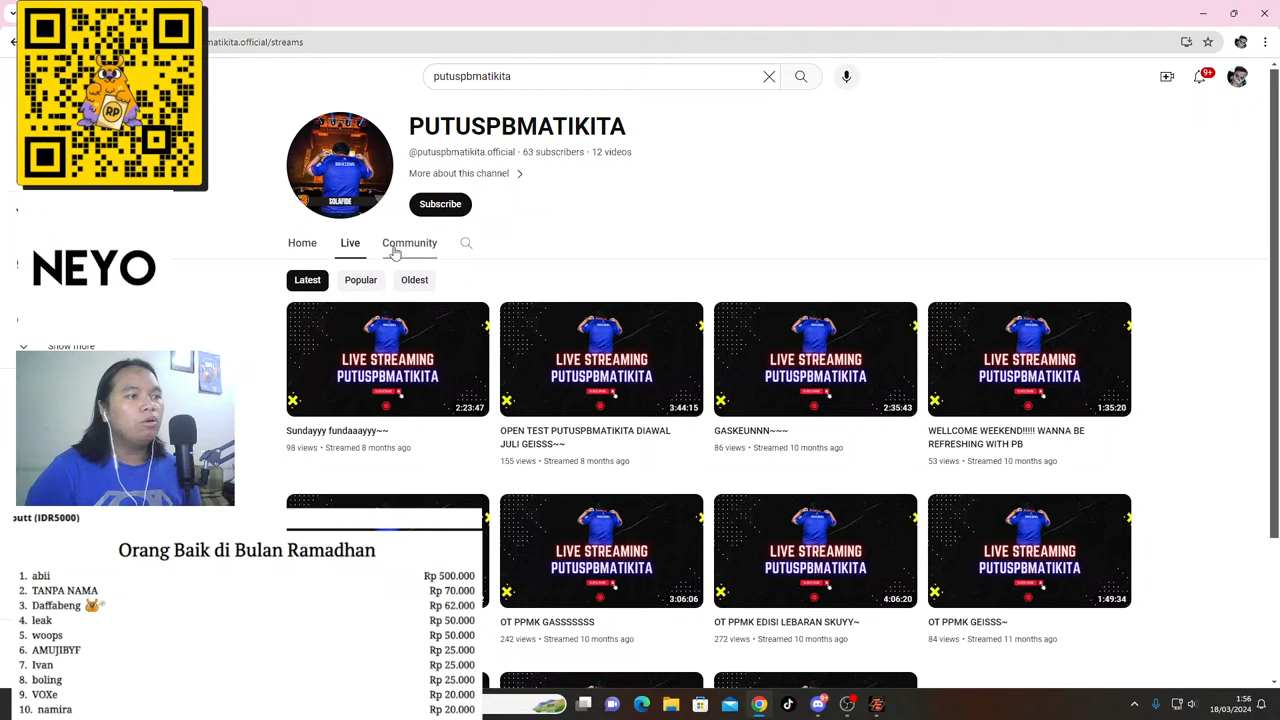 RP
atikita.official/streams
putuspbmatikita
9+
PUTUSPBMATIKITA
@putuspbmatikita.official · 63 subscribers · 12 videos
More about this channel
SOLAFIDE
Subscribe
NEYO
Home
Live
Community
Latest
Popular
Oldest
Show more
LIVE STREAMING
PUTUSPBMATIKITA
2:23:47
LIVE STREAMING
PUTUSPBMATIKITA
3:44:15
LIVE STREAMING
PUTUSPBMATIKITA
2:35:43
LIVE STREAMING
PUTUSPBMATIKITA
1:35:20
Sundayyy fundaaayyy~~
98 views • Streamed 8 months ago
OPEN TEST PUTUSPBMATIKITA DIAWAL
JULI GEISSS~~
155 views • Streamed 8 months ago
GASKEUNNN~~~
86 views • Streamed 10 months ago
WELLCOME WEEKEND!!!!! WANNA BE
REFRESHING WITH PB
53 views • Streamed 10 months ago
LIVE STREAMING
PUTUSPBMATIKITA
3:06:06
LIVE STREAMING
PUTUSPBMATIKITA
4:06:20
LIVE STREAMING
PUTUSPBMATIKITA
1:49:34
OT PPMK GASSSSSSS
242 views • Streamed 10 months ago
OT PPMK EDISI LEBARAN SKUYY~
272 views • Streamed 10 months ago
OT PPMK GEISSS~
84 views • Streamed 11 months ago
(IDR5000)
Orang Baik di Bulan Ramadhan
1. abii Rp 500.000
2. TANPA NAMA Rp 70.000
3. Daffabeng Rp 62.000
4. leak Rp 50.000
5. woops Rp 50.000
6. AMUJIBYF Rp 25.000
7. Ivan Rp 25.000
8. boling Rp 25.000
9. VOXe Rp 20.000
10. namira Rp 20.000
1:56
18/03/2024